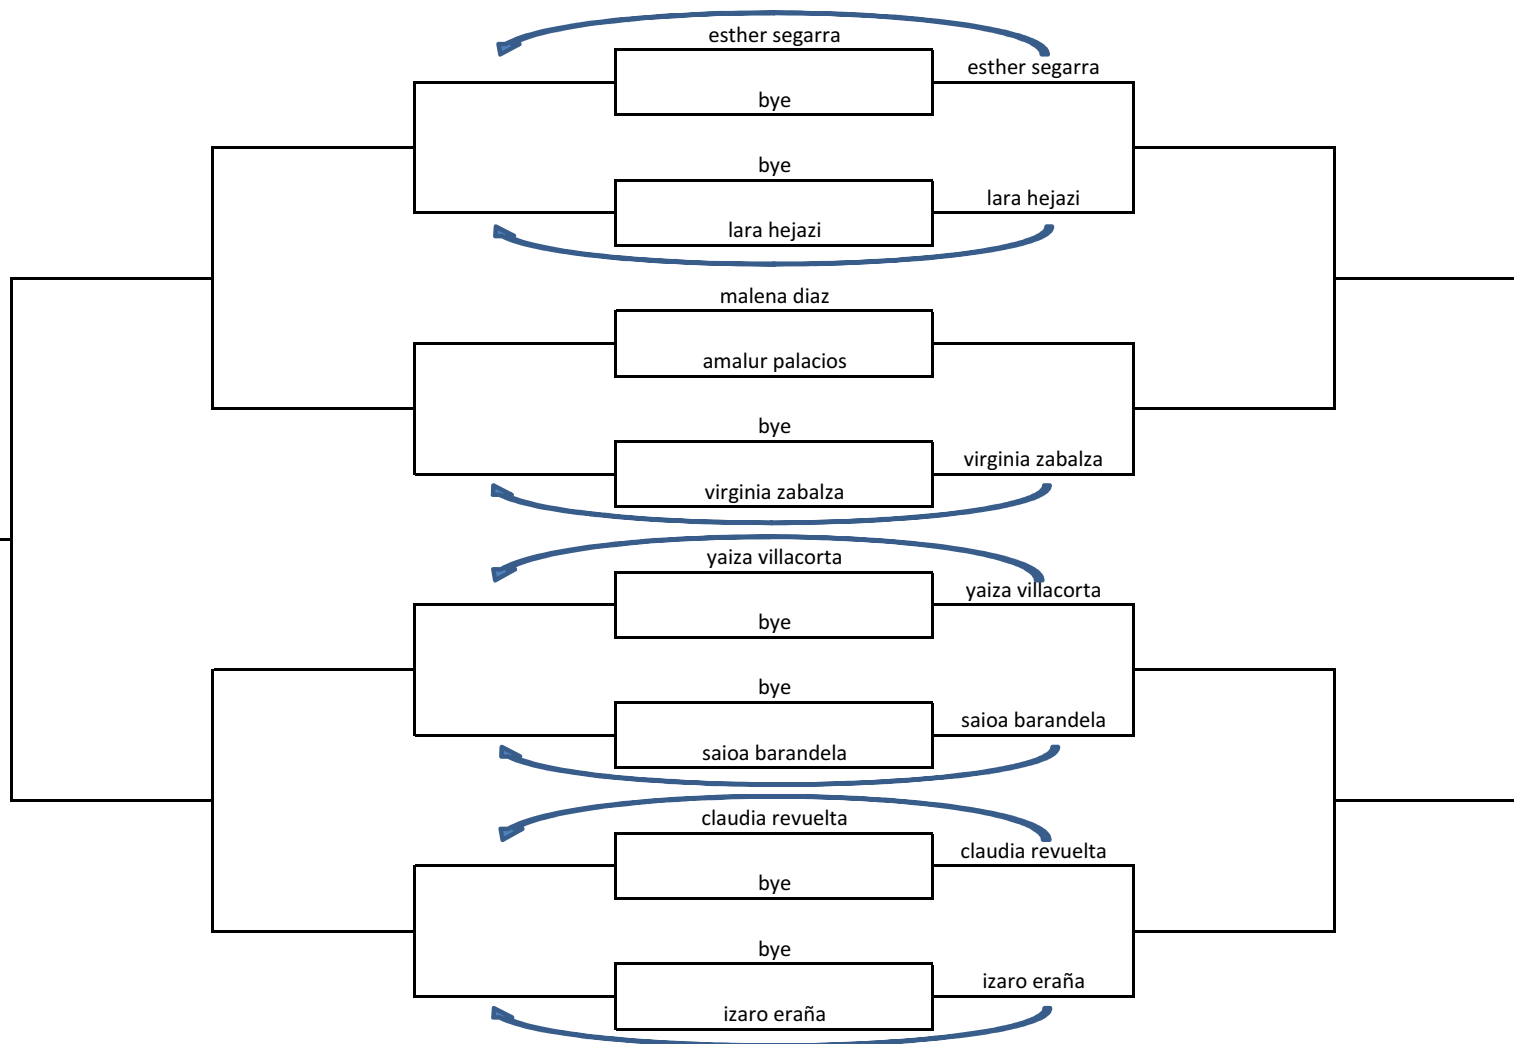 esther segarra
esther segarra
bye
bye
lara hejazi
lara hejazi
malena diaz
amalur palacios
bye
virginia zabalza
virginia zabalza
yaiza villacorta
yaiza villacorta
bye
bye
saioa barandela
saioa barandela
claudia revuelta
claudia revuelta
bye
bye
izaro eraña
izaro eraña